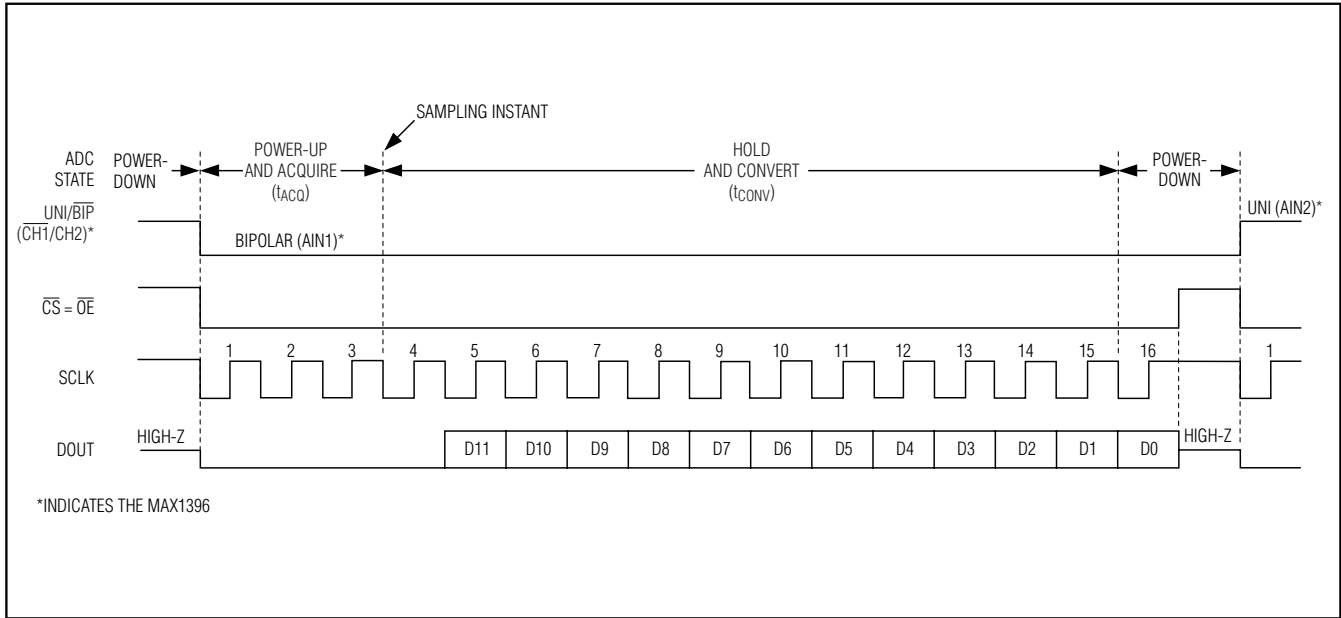 SAMPLING INSTANT
ADC
STATE
POWER-
DOWN
POWER-UP
AND ACQUIRE
(tACQ)
HOLD
AND CONVERT
(tCONV)
POWER-
DOWN
UNI/BIP
(CH1/CH2)*
BIPOLAR (AIN1)*
UNI (AIN2)*
CS = OE
SCLK
1 2 3 4 5 6 7 8 9 10 11 12 13 14 15 16 1
DOUT
HIGH-Z
D11 D10 D9 D8 D7 D6 D5 D4 D3 D2 D1 D0
HIGH-Z
*INDICATES THE MAX1396